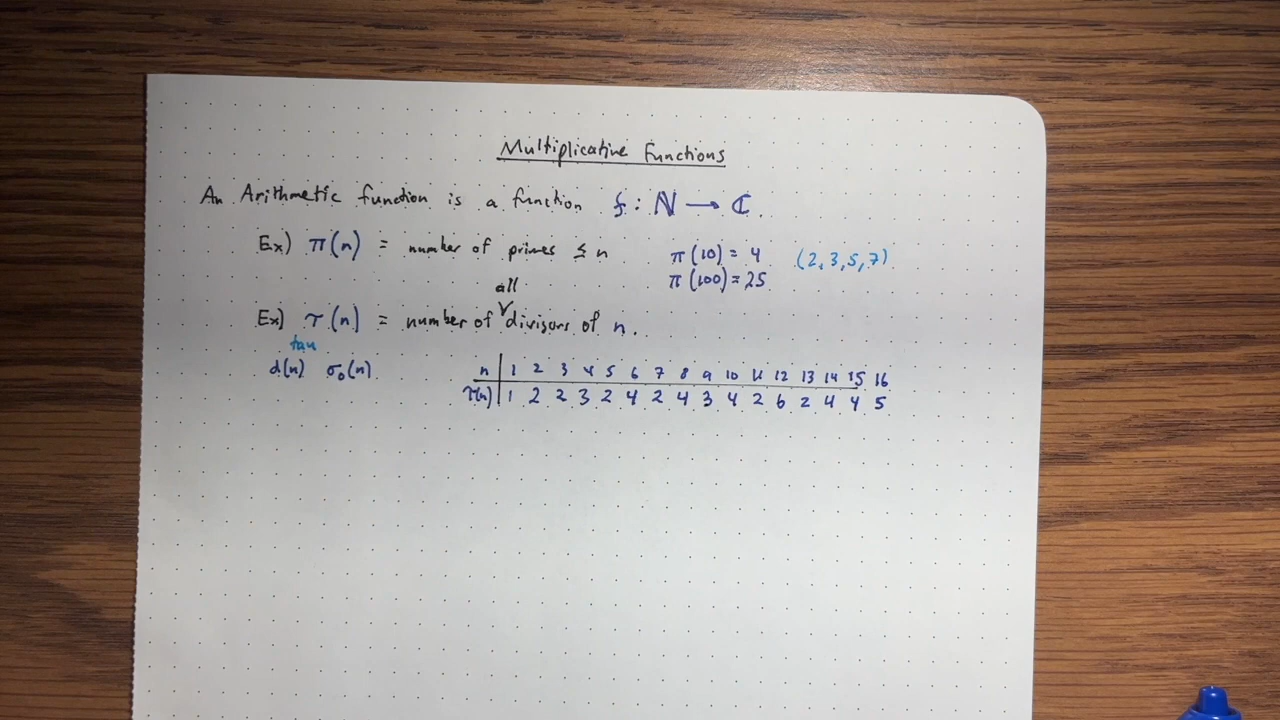 Multiplicative Functions
An Arithmetic function is a function f : ℕ → ℂ.
Ex) π(n) = number of primes ≤ n π(10) = 4 (2,3,5,7)
π(100) = 25
all
Ex) τ(n) = number of ∨ divisors of n.
tau
d(n) σ₀(n)
n 1 2 3 4 5 6 7 8 9 10 11 12 13 14 15 16
τ(n) 1 2 2 3 2 4 2 4 3 4 2 6 2 4 4 5